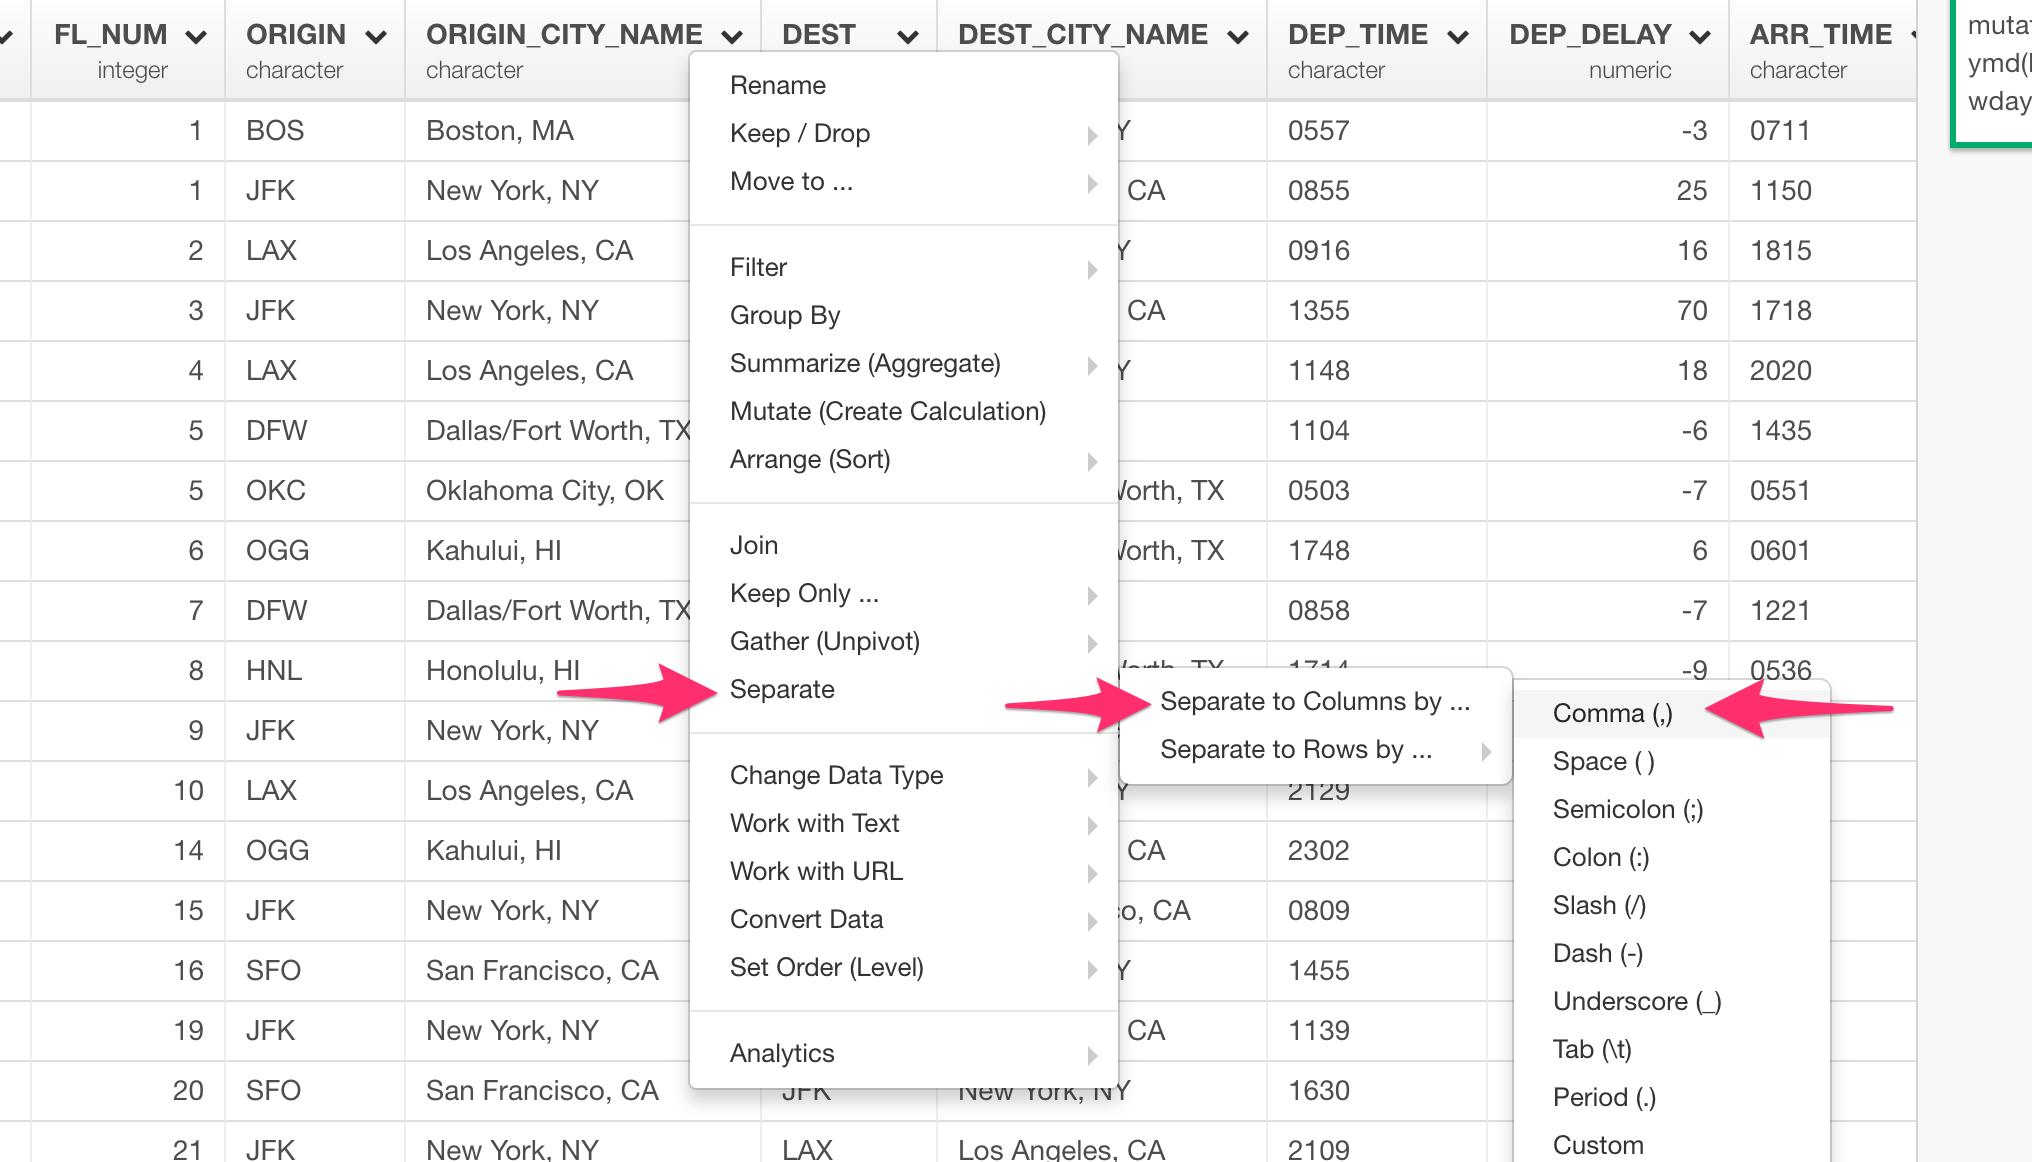 FL_NUM ORIGIN ORIGIN_CITY_NAME DEST DEST_CITY_NAME DEP_TIME DEP_DELAY ARR_TIME
integer character character character numeric character
1 BOS Boston, MA Y 0557 -3 0711
1 JFK New York, NY CA 0855 25 1150
2 LAX Los Angeles, CA Y 0916 16 1815
3 JFK New York, NY CA 1355 70 1718
4 LAX Los Angeles, CA Y 1148 18 2020
5 DFW Dallas/Fort Worth, TX 1104 -6 1435
5 OKC Oklahoma City, OK Worth, TX 0503 -7 0551
6 OGG Kahului, HI Worth, TX 1748 6 0601
7 DFW Dallas/Fort Worth, TX 0858 -7 1221
8 HNL Honolulu, HI Worth, TX 1714 -9 0536
9 JFK New York, NY
10 LAX Los Angeles, CA Y 2129
14 OGG Kahului, HI CA 2302
15 JFK New York, NY co, CA 0809
16 SFO San Francisco, CA Y 1455
19 JFK New York, NY CA 1139
20 SFO San Francisco, CA JFK New York, NY 1630
21 JFK New York, NY LAX Los Angeles, CA 2109
Rename
Keep / Drop
Move to ...
Filter
Group By
Summarize (Aggregate)
Mutate (Create Calculation)
Arrange (Sort)
Join
Keep Only ...
Gather (Unpivot)
Separate
Change Data Type
Work with Text
Work with URL
Convert Data
Set Order (Level)
Analytics
Separate to Columns by ...
Separate to Rows by ...
Comma (,)
Space ( )
Semicolon (;)
Colon (:)
Slash (/)
Dash (-)
Underscore (_)
Tab (\t)
Period (.)
Custom
mutat
ymd(
wday